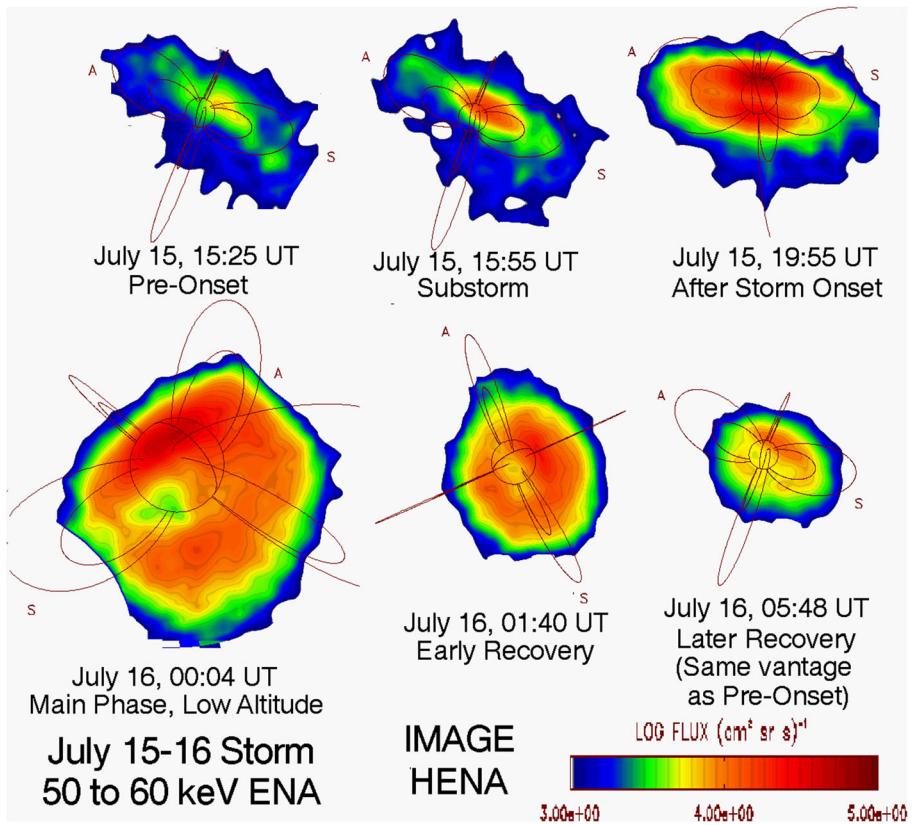 A
S
July 15, 15:25 UT
Pre-Onset
A
S
July 15, 15:55 UT
Substorm
A
S
July 15, 19:55 UT
After Storm Onset
A
S
July 16, 00:04 UT
Main Phase, Low Altitude
A
S
July 16, 01:40 UT
Early Recovery
A
S
July 16, 05:48 UT
Later Recovery
(Same vantage
as Pre-Onset)
July 15-16 Storm
50 to 60 keV ENA
IMAGE
HENA
LOG FLUX (cm² sr s)⁻¹
3.00e+00 4.00e+00 5.00e+00